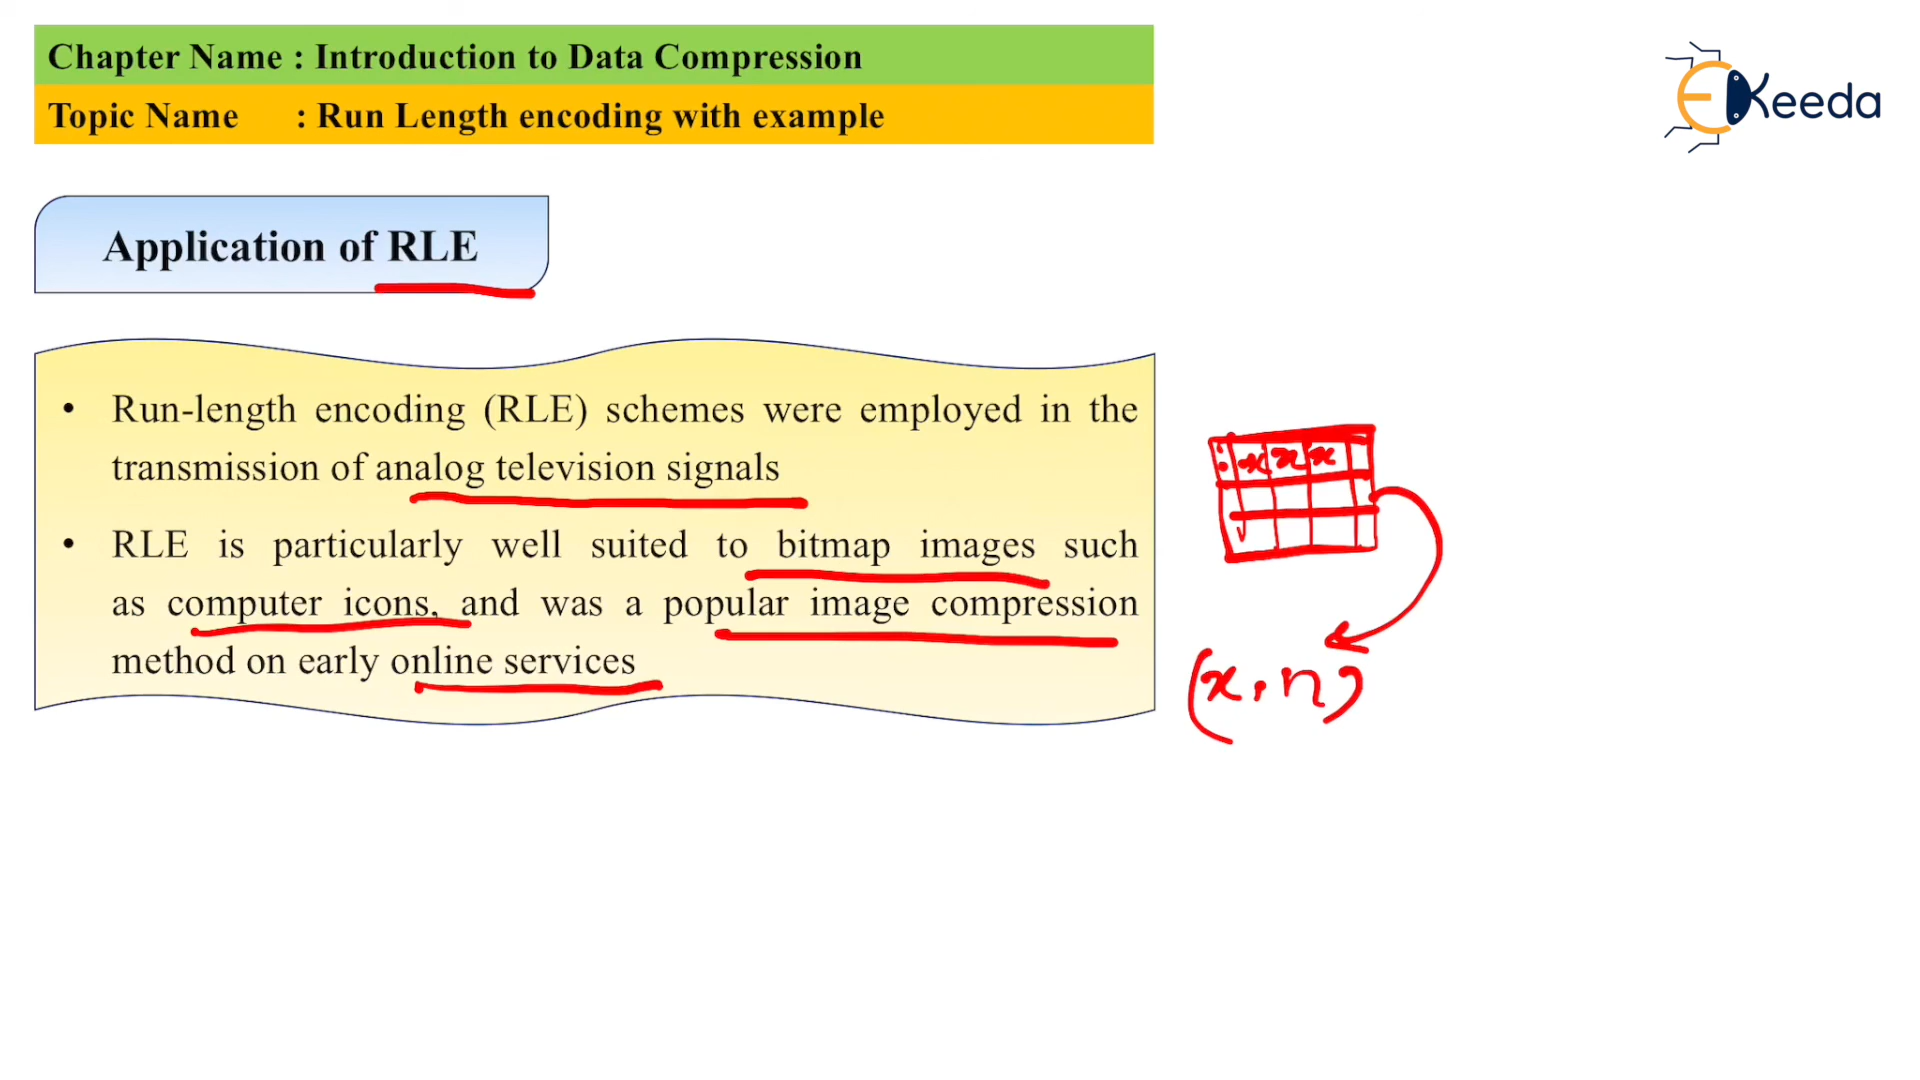 Chapter Name : Introduction to Data Compression
Topic Name : Run Length encoding with example
EKeeda
Application of RLE
• Run-length encoding (RLE) schemes were employed in the
transmission of analog television signals
• RLE is particularly well suited to bitmap images such
as computer icons, and was a popular image compression
method on early online services
x x x
(x, n)